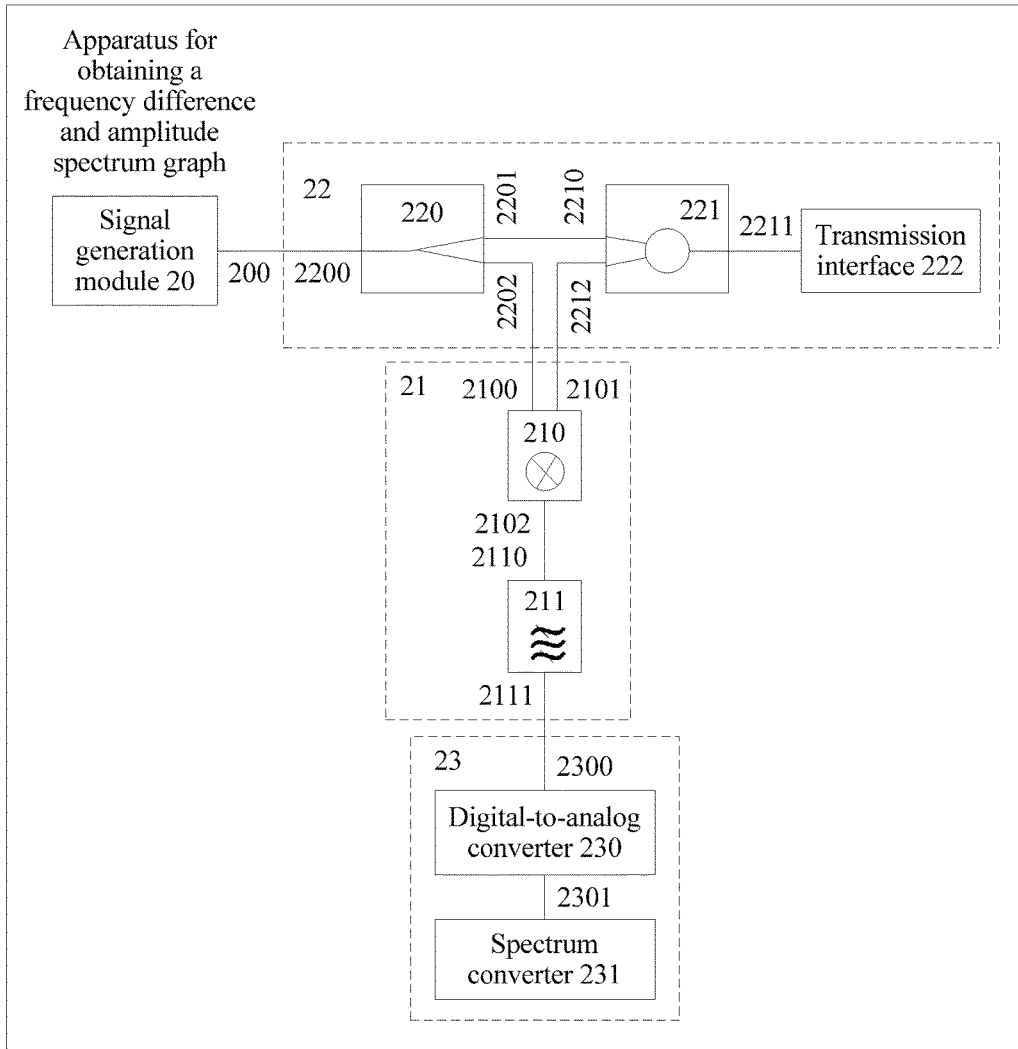 Apparatus for
obtaining a
frequency difference
and amplitude
spectrum graph
22
2201
2210
220
221
2211
Signal
generation
module 20
Transmission
interface 222
200
2200
2202
2212
21
2100
2101
210
2102
2110
211
2111
23
2300
Digital-to-analog
converter 230
2301
Spectrum
converter 231